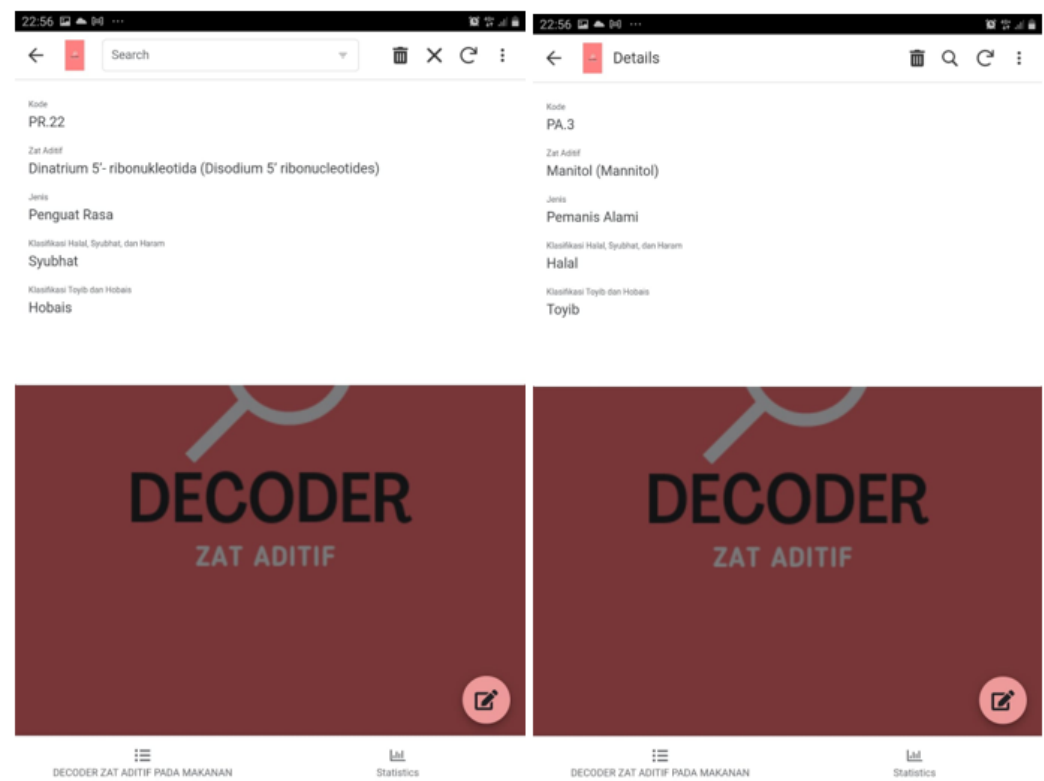 22:56
Search
Kode
PR.22
Zat Aditif
Dinatrium 5'- ribonukleotida (Disodium 5' ribonucleotides)
Jenis
Penguat Rasa
Klasifikasi Halal, Syubhat, dan Haram
Syubhat
Klasifikasi Toyib dan Hobais
Hobais
DECODER
ZAT ADITIF
DECODER ZAT ADITIF PADA MAKANAN
Statistics
22:56
Details
Kode
PA.3
Zat Aditif
Manitol (Mannitol)
Jenis
Pemanis Alami
Klasifikasi Halal, Syubhat, dan Haram
Halal
Klasifikasi Toyib dan Hobais
Toyib
DECODER
ZAT ADITIF
DECODER ZAT ADITIF PADA MAKANAN
Statistics